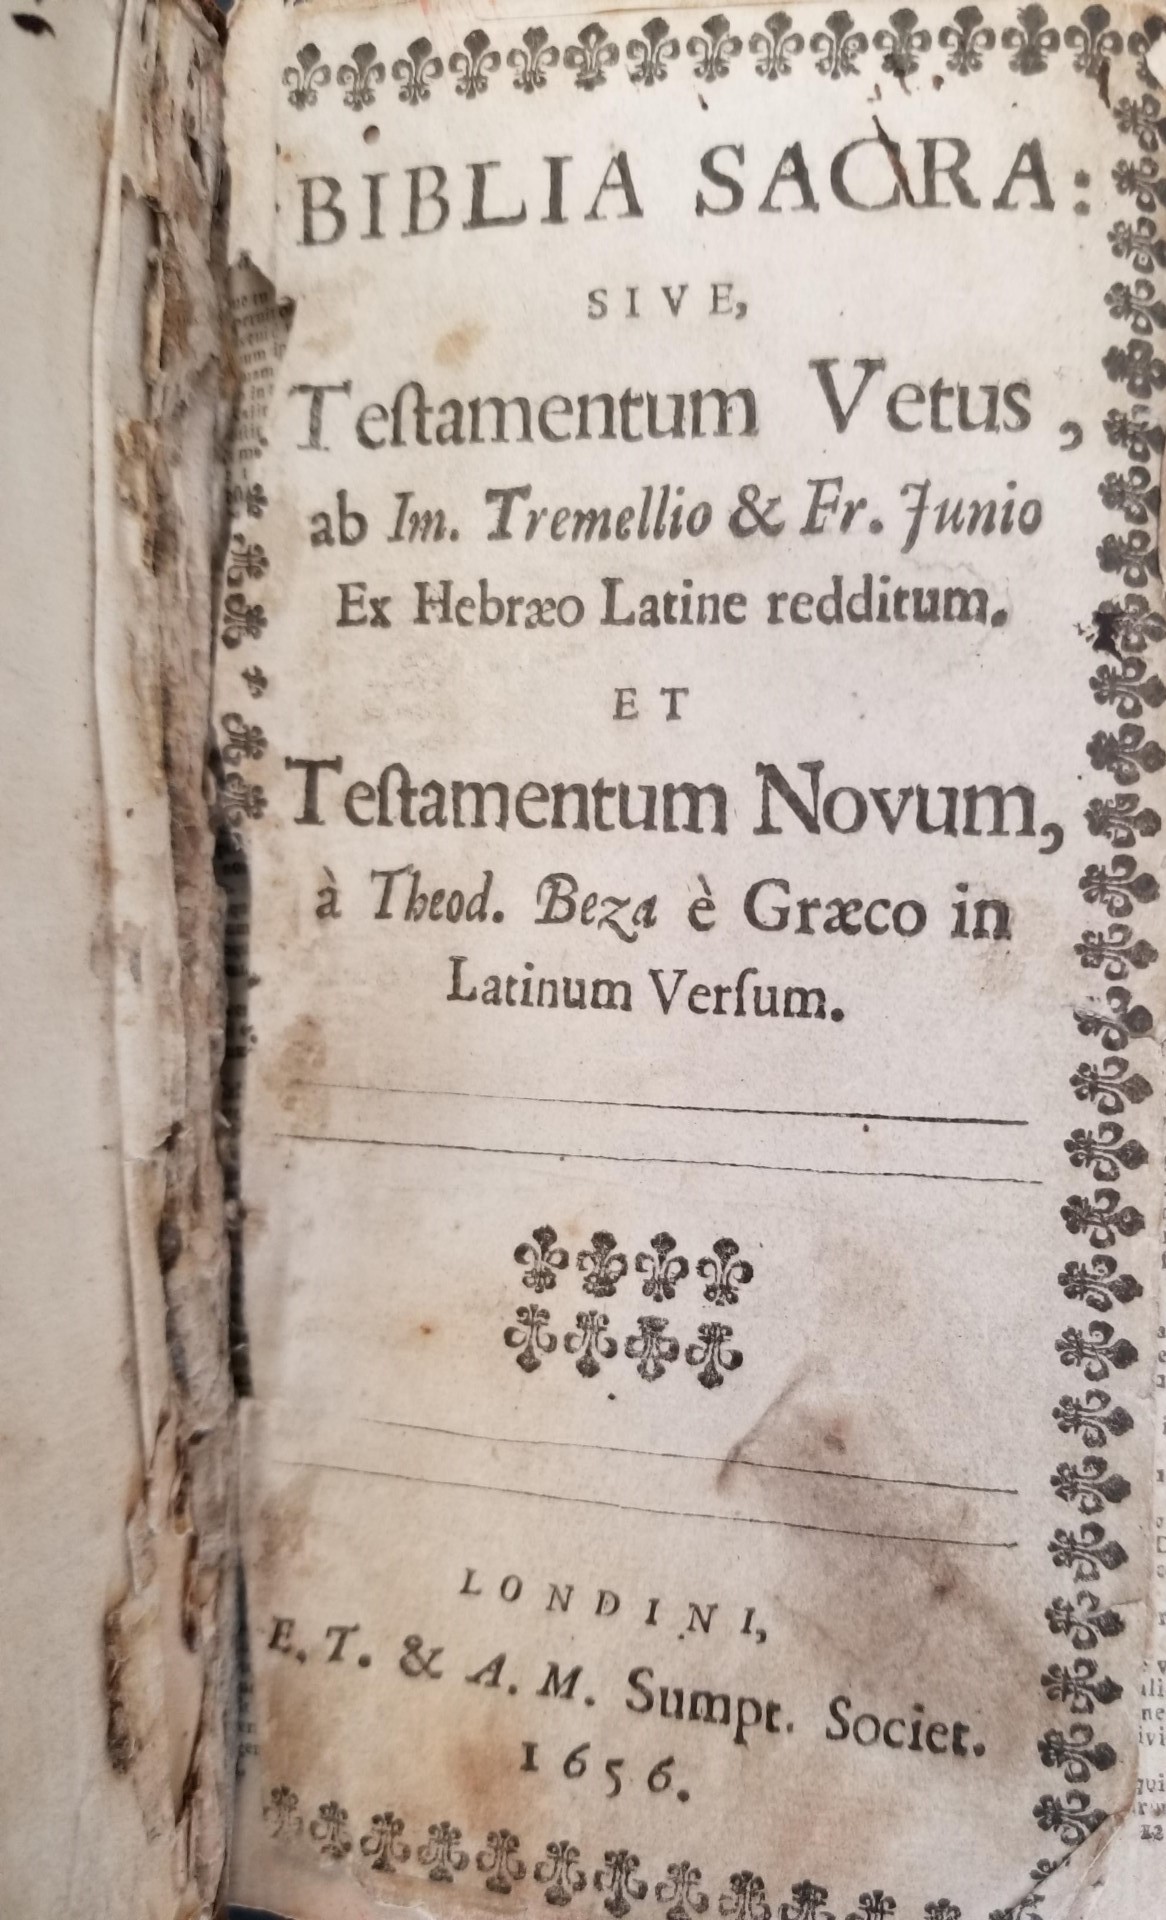 BIBLIA SACRA:
SIVE,
Teſtamentum Vetus,
ab Im. Tremellio & Fr. Junio
Ex Hebræo Latine redditum.
ET
Teſtamentum Novum,
à Theod. Beza è Græco in
Latinum Verſum.
LONDINI,
E. T. & A. M. Sumpt. Societ.
1656.